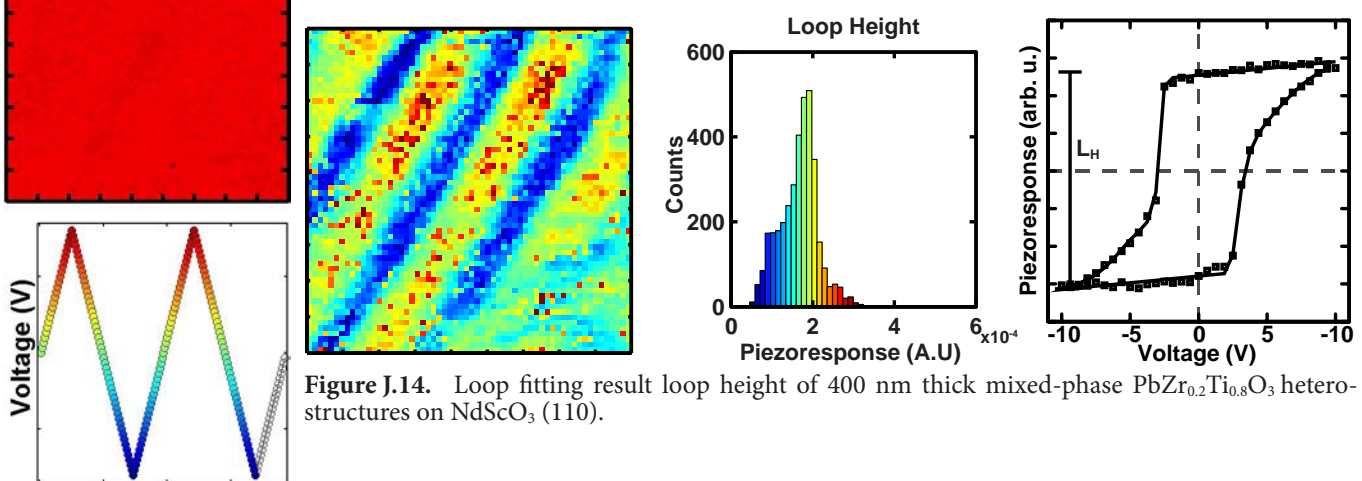 Voltage (V)
Loop Height
600
400
200
0
Counts
0
2
4
6
x10⁻⁴
Piezoresponse (A.U)
Piezoresponse (arb. u.)
L_H
-10
-5
0
5
-10
Voltage (V)
Figure J.14. Loop fitting result loop height of 400 nm thick mixed-phase PbZr₀.₂Ti₀.₈O₃ hetero-
structures on NdScO₃ (110).